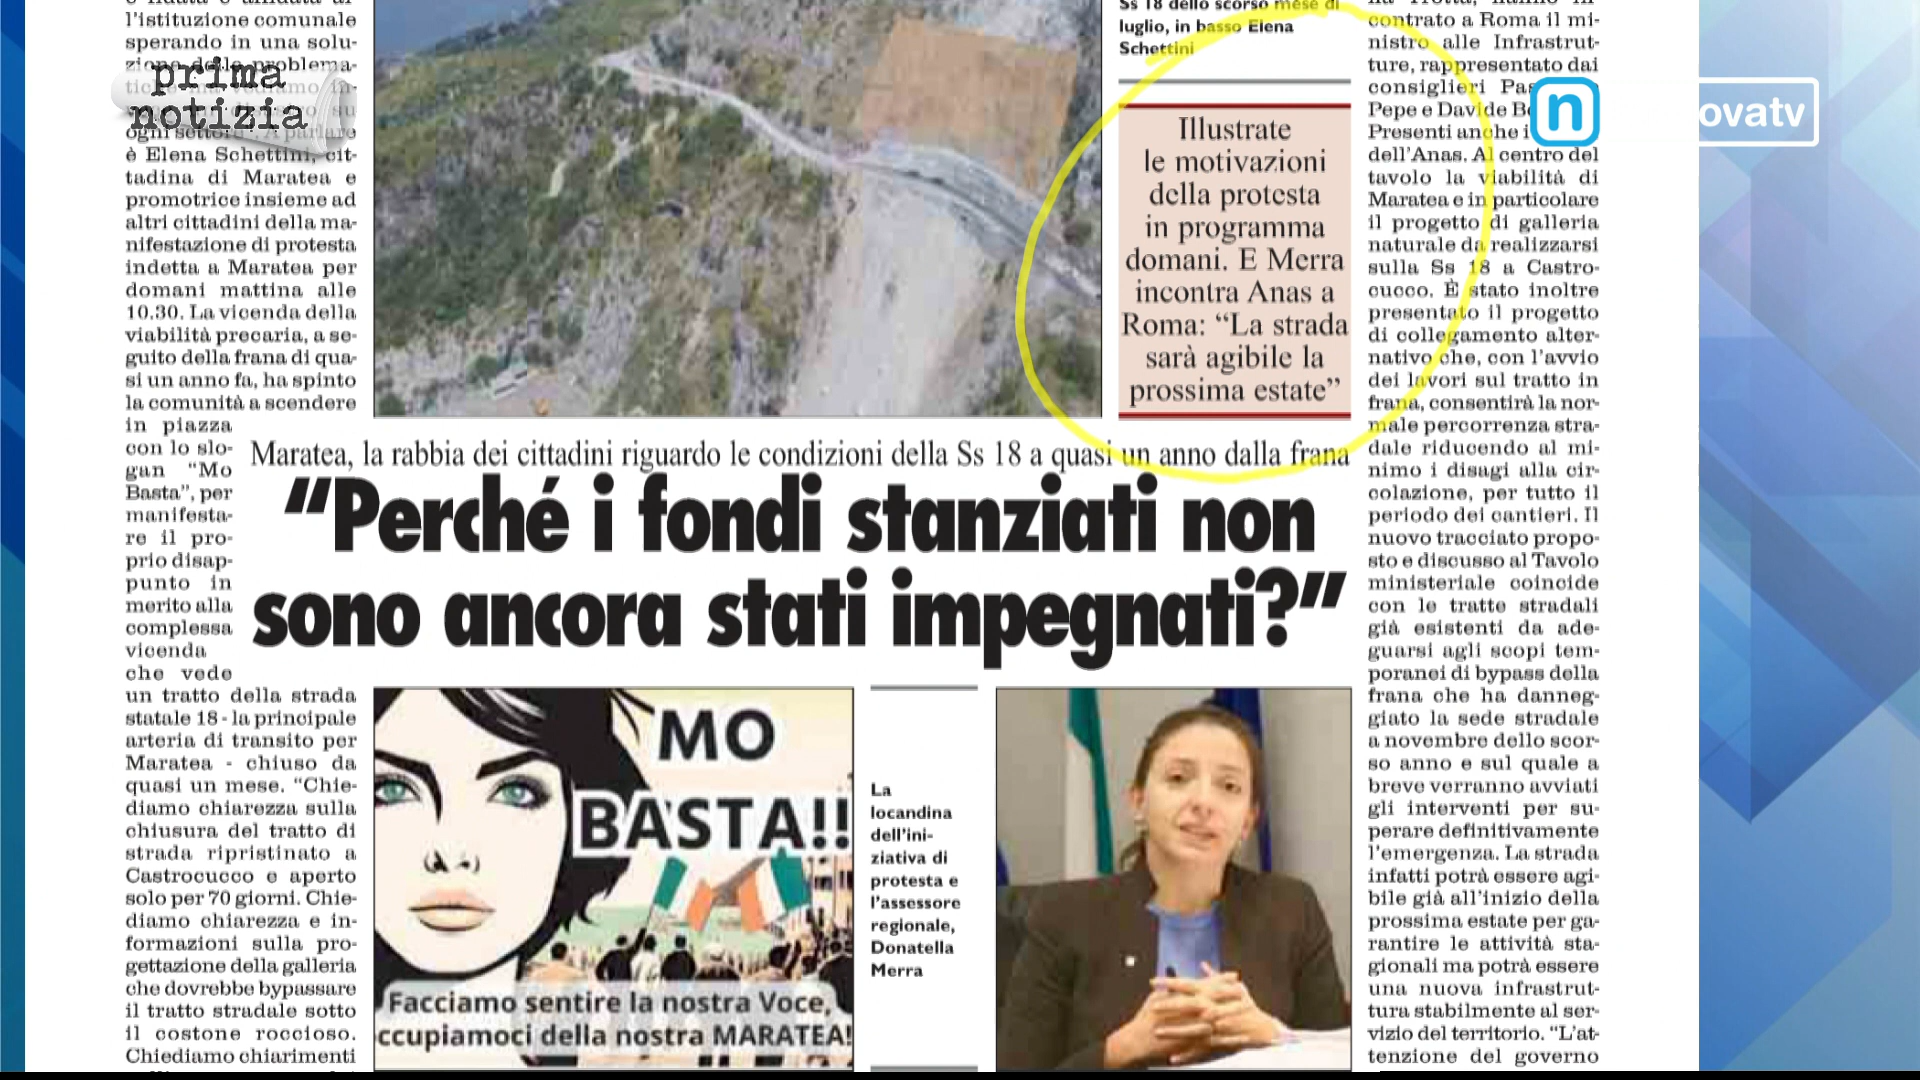 l'istituzione comunale
sperando in una solu-
zione delle problema-
ogni settore". A parlare
è Elena Schettini, cit-
tadina di Maratea e
promotrice insieme ad
altri cittadini della ma-
nifestazione di protesta
indetta a Maratea per
domani mattina alle
10.30. La vicenda della
viabilità precaria, a se-
guito della frana di qua-
si un anno fa, ha spinto
la comunità a scendere
in piazza
con lo slo-
gan "Mo
Basta", per
manifesta-
re il pro-
prio disap-
punto in
merito alla
complessa
vicenda
che vede
un tratto della strada
statale 18 - la principale
arteria di transito per
Maratea - chiuso da
quasi un mese. "Chie-
diamo chiarezza sulla
chiusura del tratto di
strada ripristinato a
Castrocucco e aperto
solo per 70 giorni. Chie-
diamo chiarezza e in-
formazioni sulla pro-
gettazione della galleria
che dovrebbe bypassare
il tratto stradale sotto
il costone roccioso.
Chiediamo chiarimenti
prima
notizia
Ss 18 dello scorso mese di
luglio, in basso Elena
Schettini
Illustrate
le motivazioni
della protesta
in programma
domani. E Merra
incontra Anas a
Roma: “La strada
sarà agibile la
prossima estate”
Maratea, la rabbia dei cittadini riguardo le condizioni della Ss 18 a quasi un anno dalla frana
“Perché i fondi stanziati non
sono ancora stati impegnati?”
MO
BASTA!!
Facciamo sentire la nostra Voce,
ccupiamoci della nostra MARATEA!
La
locandina
dell'ini-
ziativa di
protesta e
l'assessore
regionale,
Donatella
Merra
contrato a Roma il mi-
nistro alle Infrastrut-
ture, rappresentato dai
consiglieri Pas
Pepe e Davide B
Presenti anche i
dell'Anas. Al centro del
tavolo la viabilità di
Maratea e in particolare
il progetto di galleria
naturale da realizzarsi
sulla Ss 18 a Castro-
cucco. È stato inoltre
presentato il progetto
di collegamento alter-
nativo che, con l'avvio
dei lavori sul tratto in
frana, consentirà la nor-
male percorrenza stra-
dale riducendo al mi-
nimo i disagi alla cir-
colazione, per tutto il
periodo dei cantieri. Il
nuovo tracciato propo-
sto e discusso al Tavolo
ministeriale coincide
con le tratte stradali
già esistenti da ade-
guarsi agli scopi tem-
poranei di bypass della
frana che ha danneg-
giato la sede stradale
a novembre dello scor-
so anno e sul quale a
breve verranno avviati
gli interventi per su-
perare definitivamente
l'emergenza. La strada
infatti potrà essere agi-
bile già all'inizio della
prossima estate per ga-
rantire le attività sta-
gionali ma potrà essere
una nuova infrastrut-
tura stabilmente al ser-
vizio del territorio. "L'at-
tenzione del governo
n
ovatv